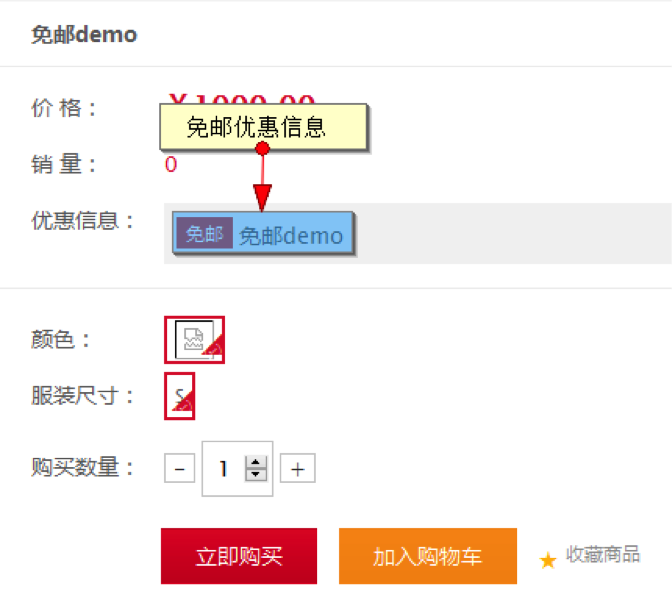 免邮demo
价 格：
¥1000.00
免邮优惠信息
销 量：
0
优惠信息：
免邮 免邮demo
颜色：
服装尺寸：
S
购买数量：
- 1 +
立即购买 加入购物车 ★ 收藏商品